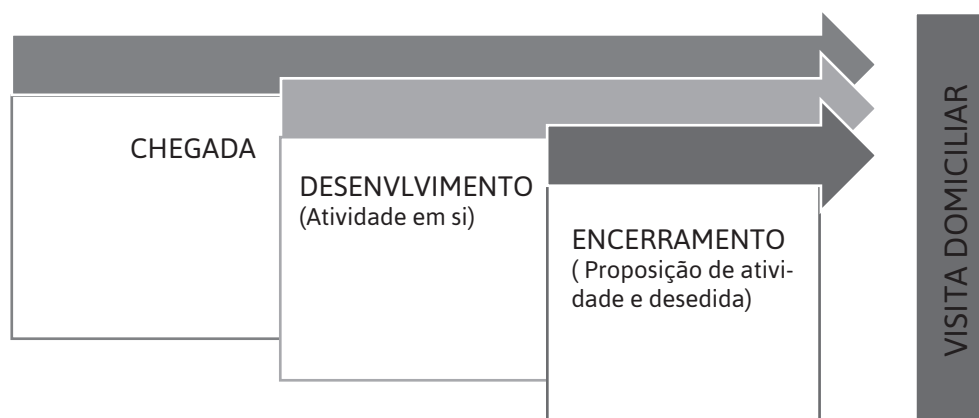 CHEGADA
DESENVLVIMENTO
(Atividade em si)
ENCERRAMENTO
( Proposição de ativi-
dade e desedida)
VISITA DOMICILIAR